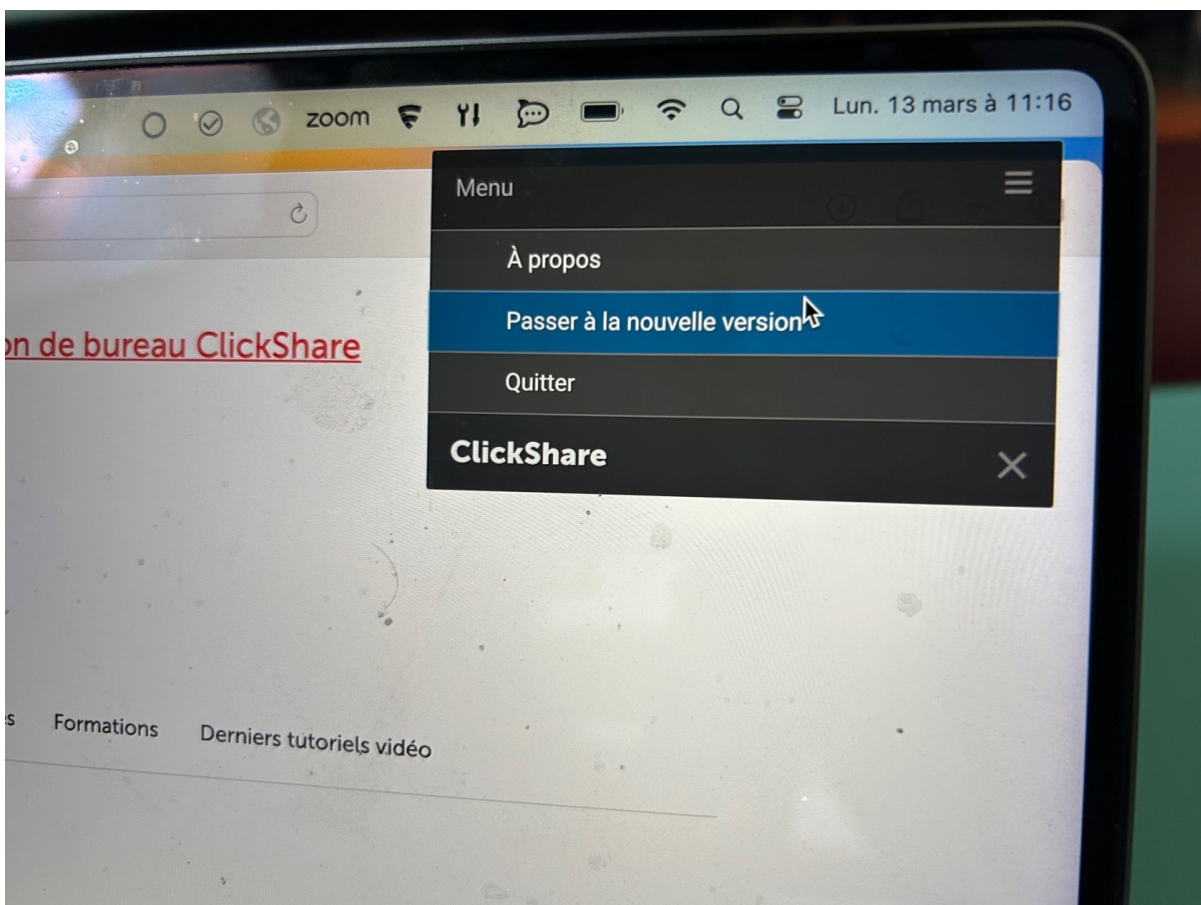 zoom
Lun. 13 mars à 11:16
Menu
À propos
Passer à la nouvelle version
Quitter
ClickShare
on de bureau ClickShare
s Formations Derniers tutoriels vidéo